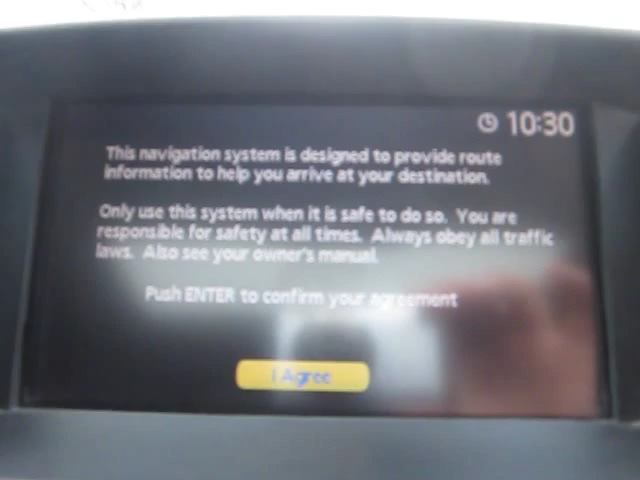 10:30
This navigation system is designed to provide route
information to help you arrive at your destination.
Only use this system when it is safe to do so. You are
responsible for safety at all times. Always obey all traffic
laws. Also see your owner's manual.
Push ENTER to confirm your agreement
I Agree